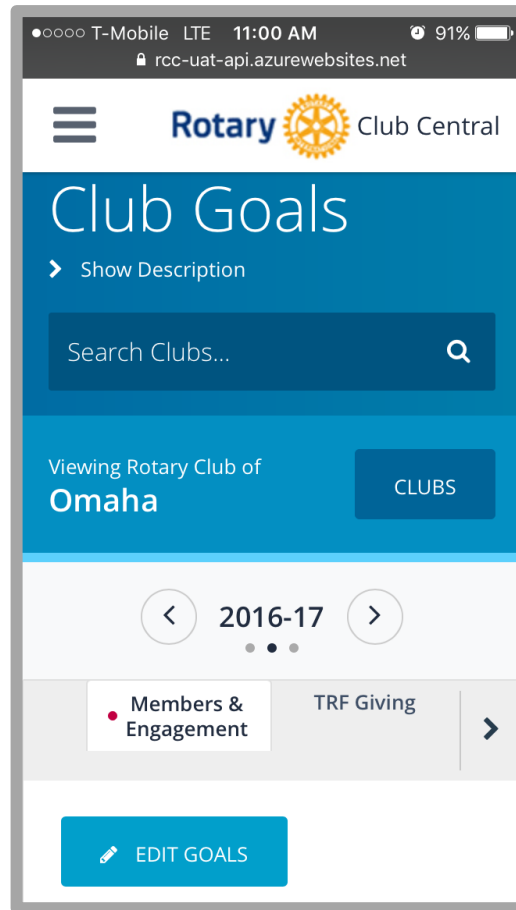 T-Mobile LTE 11:00 AM 91%
rcc-uat-api.azurewebsites.net
Rotary Club Central
Club Goals
Show Description
Search Clubs...
Viewing Rotary Club of
Omaha
CLUBS
2016-17
Members &
Engagement
TRF Giving
EDIT GOALS